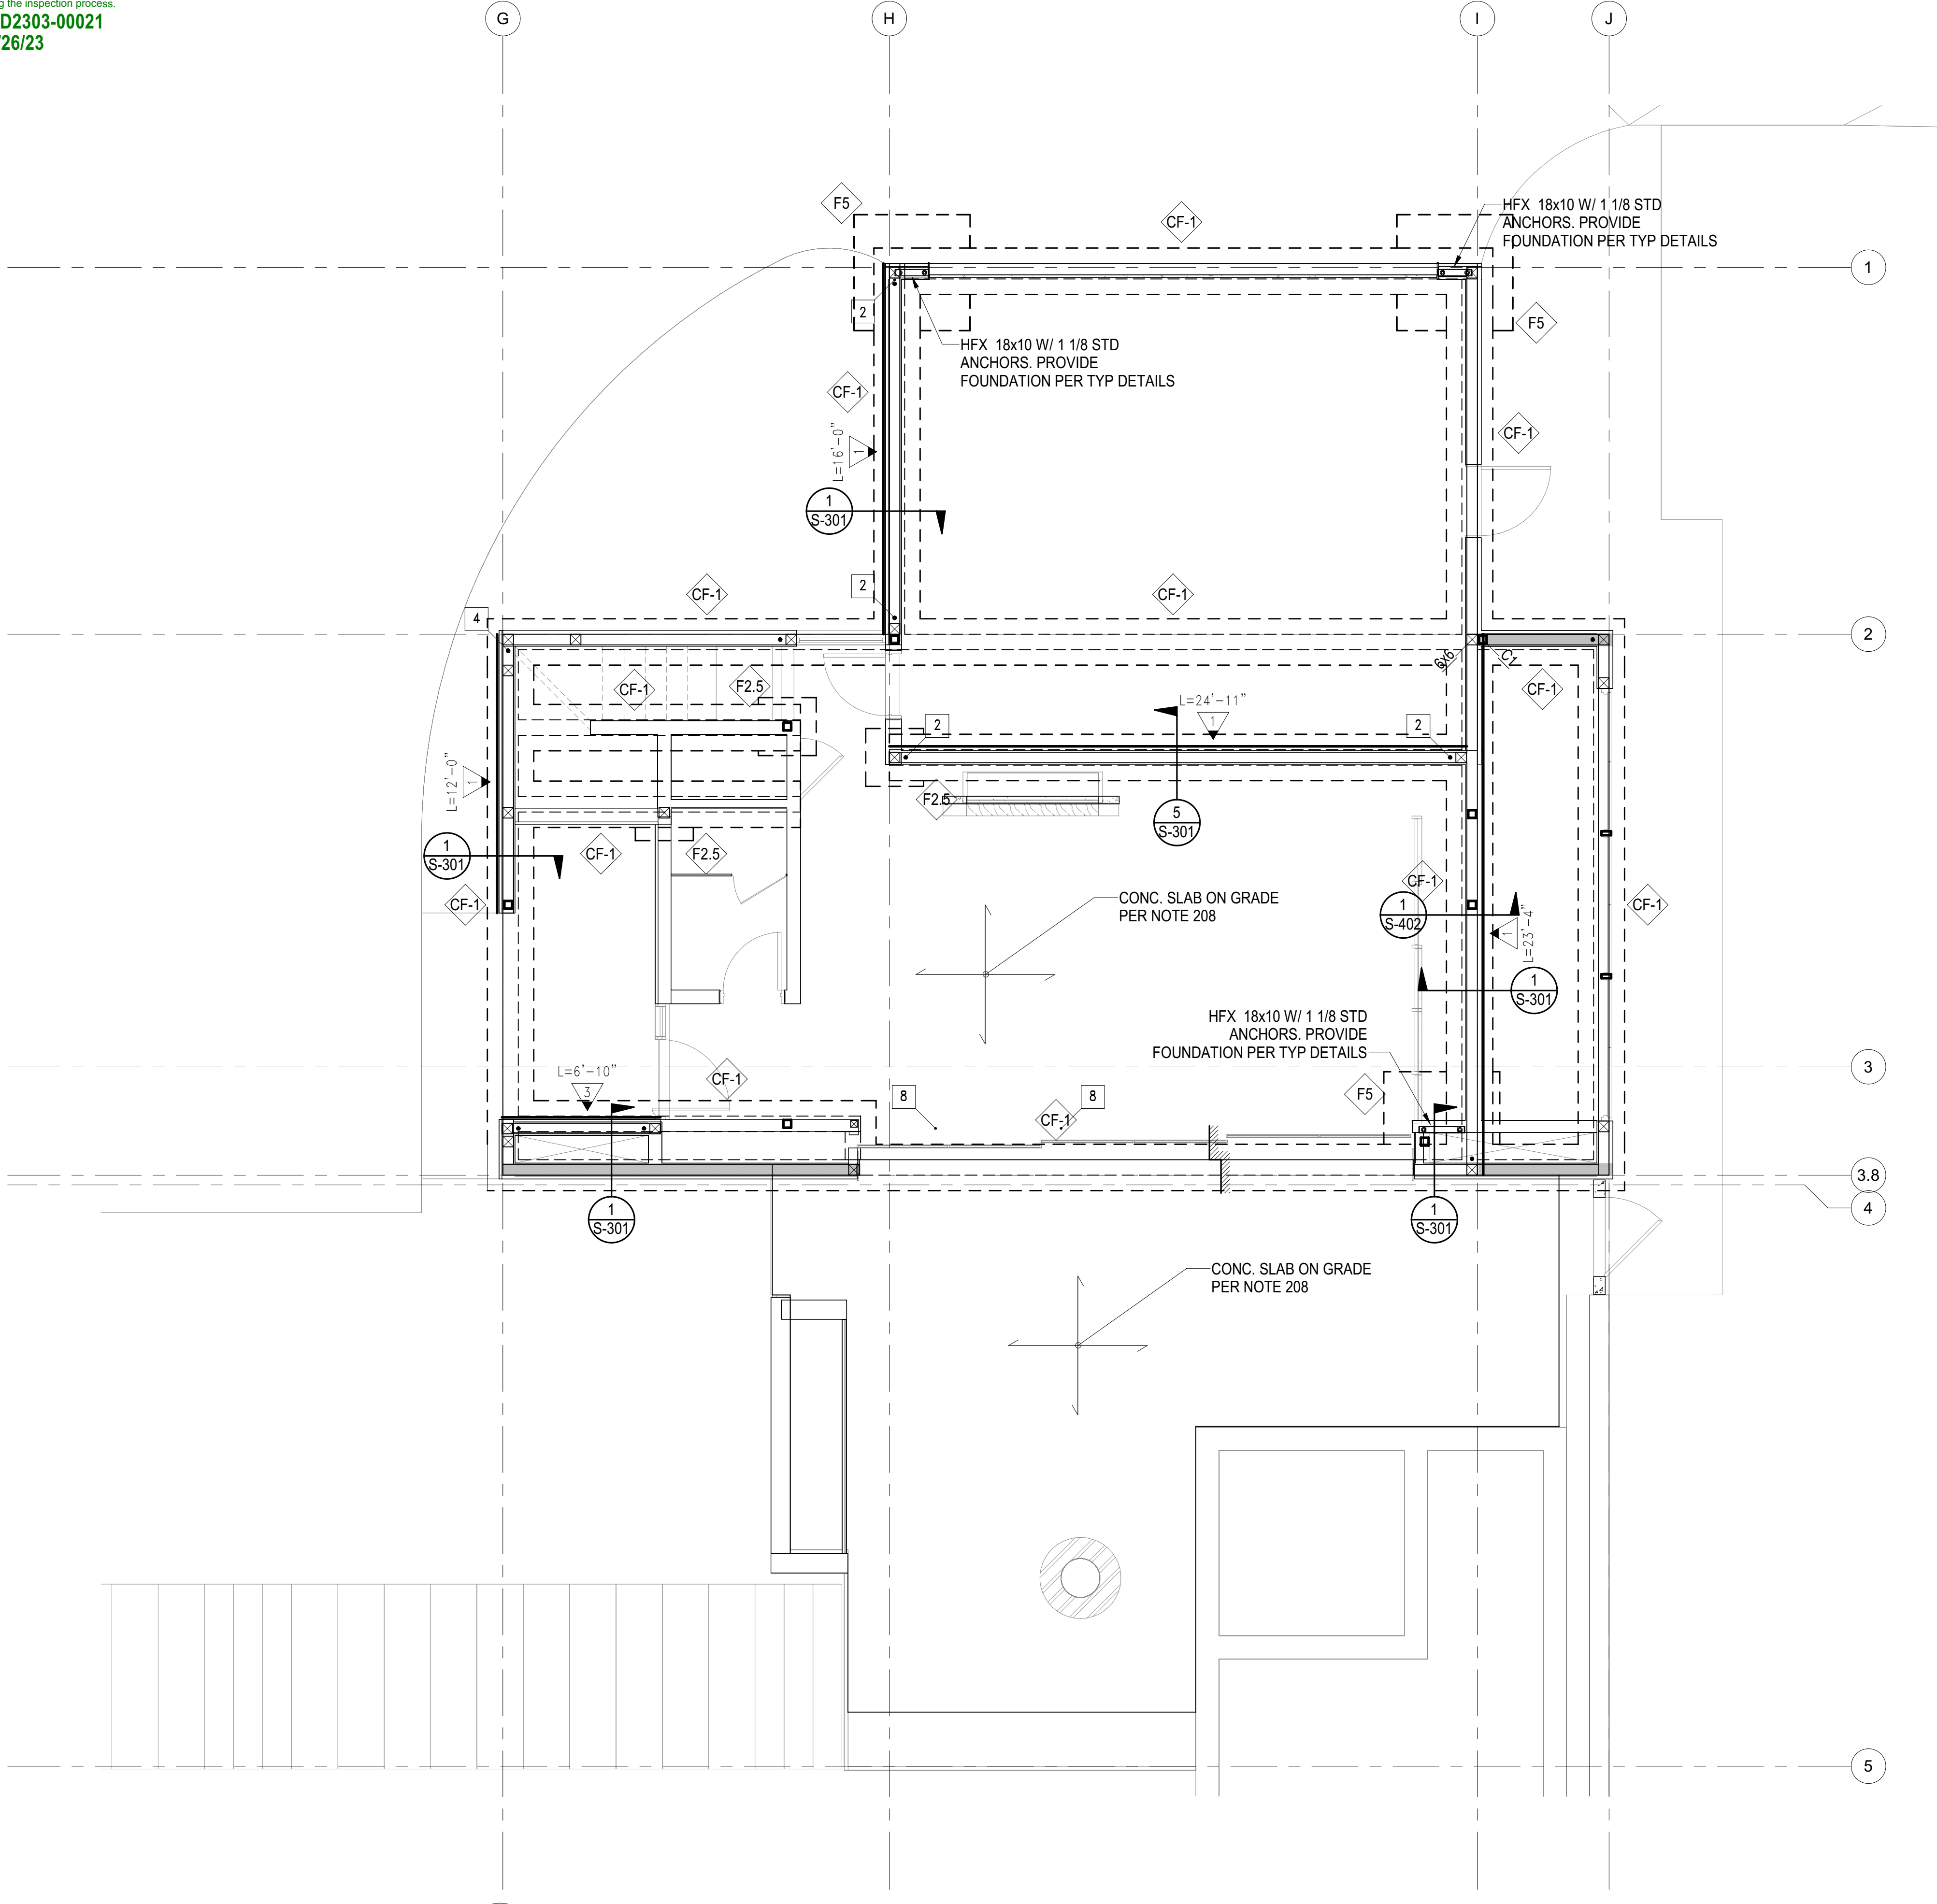 g the inspection process.
D2303-00021
/26/23
G
H
I
J
F5
CF-1
HFX 18x10 W/ 1 1/8 STD
ANCHORS. PROVIDE
FOUNDATION PER TYP DETAILS
1
2
F5
HFX 18x10 W/ 1 1/8 STD
ANCHORS. PROVIDE
FOUNDATION PER TYP DETAILS
CF-1
CF-1
L=16'-0"
1
1
S-301
CF-1
2
CF-1
4
2
6x6
C1
CF-1
F2.5
CF-1
L=24'-11"
1
2
2
L=12'-0"
1
F2.5
5
S-301
1
S-301
CF-1
F2.5
CF-1
CF-1
CONC. SLAB ON GRADE
PER NOTE 208
1
S-402
CF-1
1
L=23'-4"
1
S-301
HFX 18x10 W/ 1 1/8 STD
ANCHORS. PROVIDE
FOUNDATION PER TYP DETAILS
3
L=6'-10"
3
CF-1
8
8
CF-1
F5
3.8
4
1
S-301
1
S-301
CONC. SLAB ON GRADE
PER NOTE 208
5